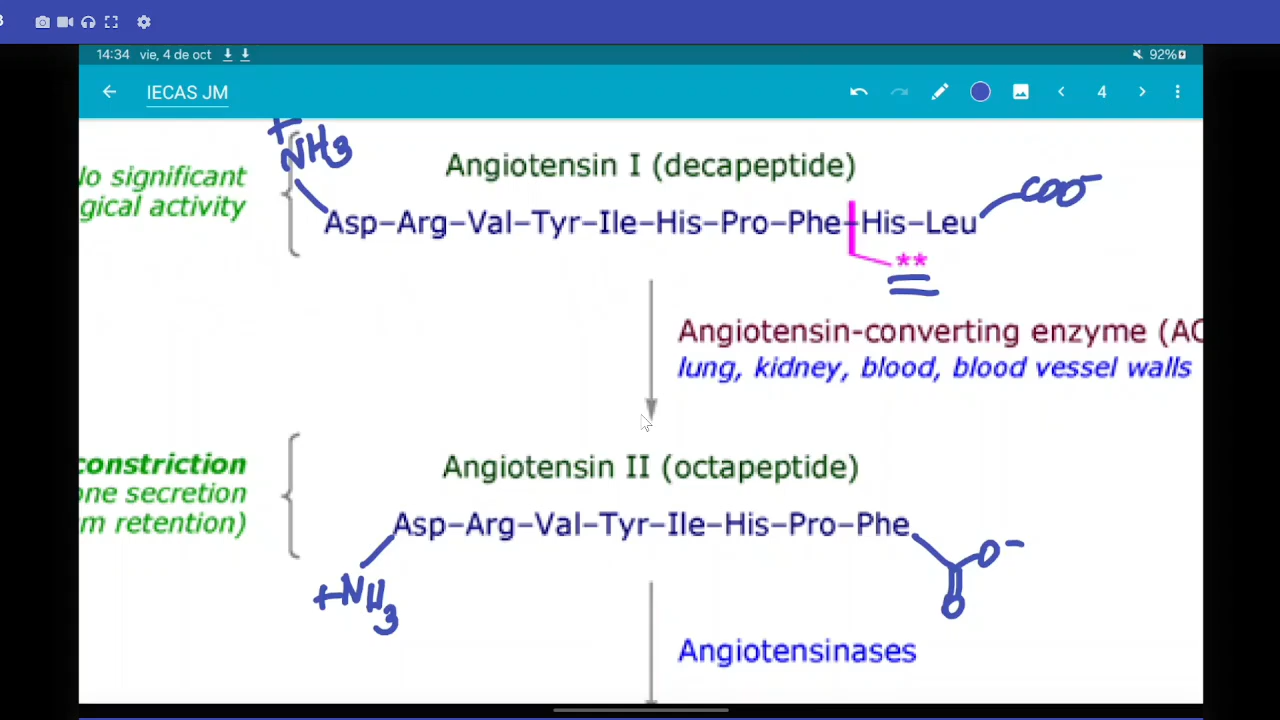 14:34 vie, 4 de oct 92%
IECAS JM 4
+
NH3
No significant
gical activity
Angiotensin I (decapeptide)
COO-
Asp–Arg–Val–Tyr–Ile–His–Pro–Phe–His–Leu
**
Angiotensin-converting enzyme (AC
lung, kidney, blood, blood vessel walls
constriction
one secretion
m retention)
Angiotensin II (octapeptide)
Asp–Arg–Val–Tyr–Ile–His–Pro–Phe
O-
O
+NH3
Angiotensinases